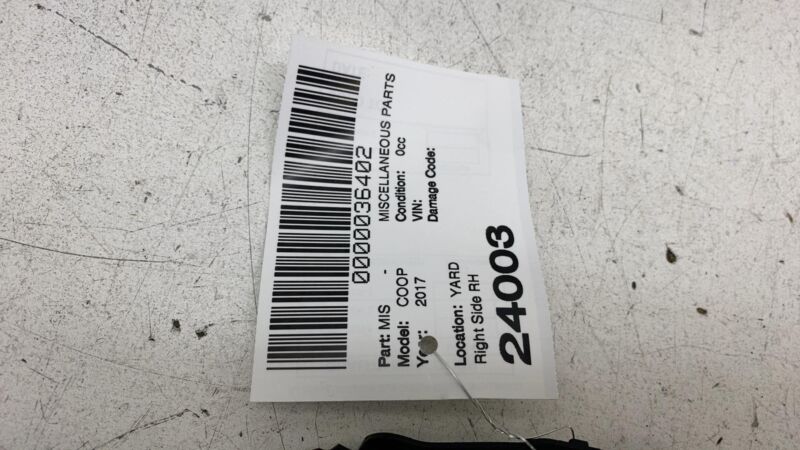 0000036402
Part: MIS - MISCELLANEOUS PARTS
Model: COOP Condition: 0cc
Year: 2017 VIN:
Damage Code:
Location: YARD
Right Side RH
24003